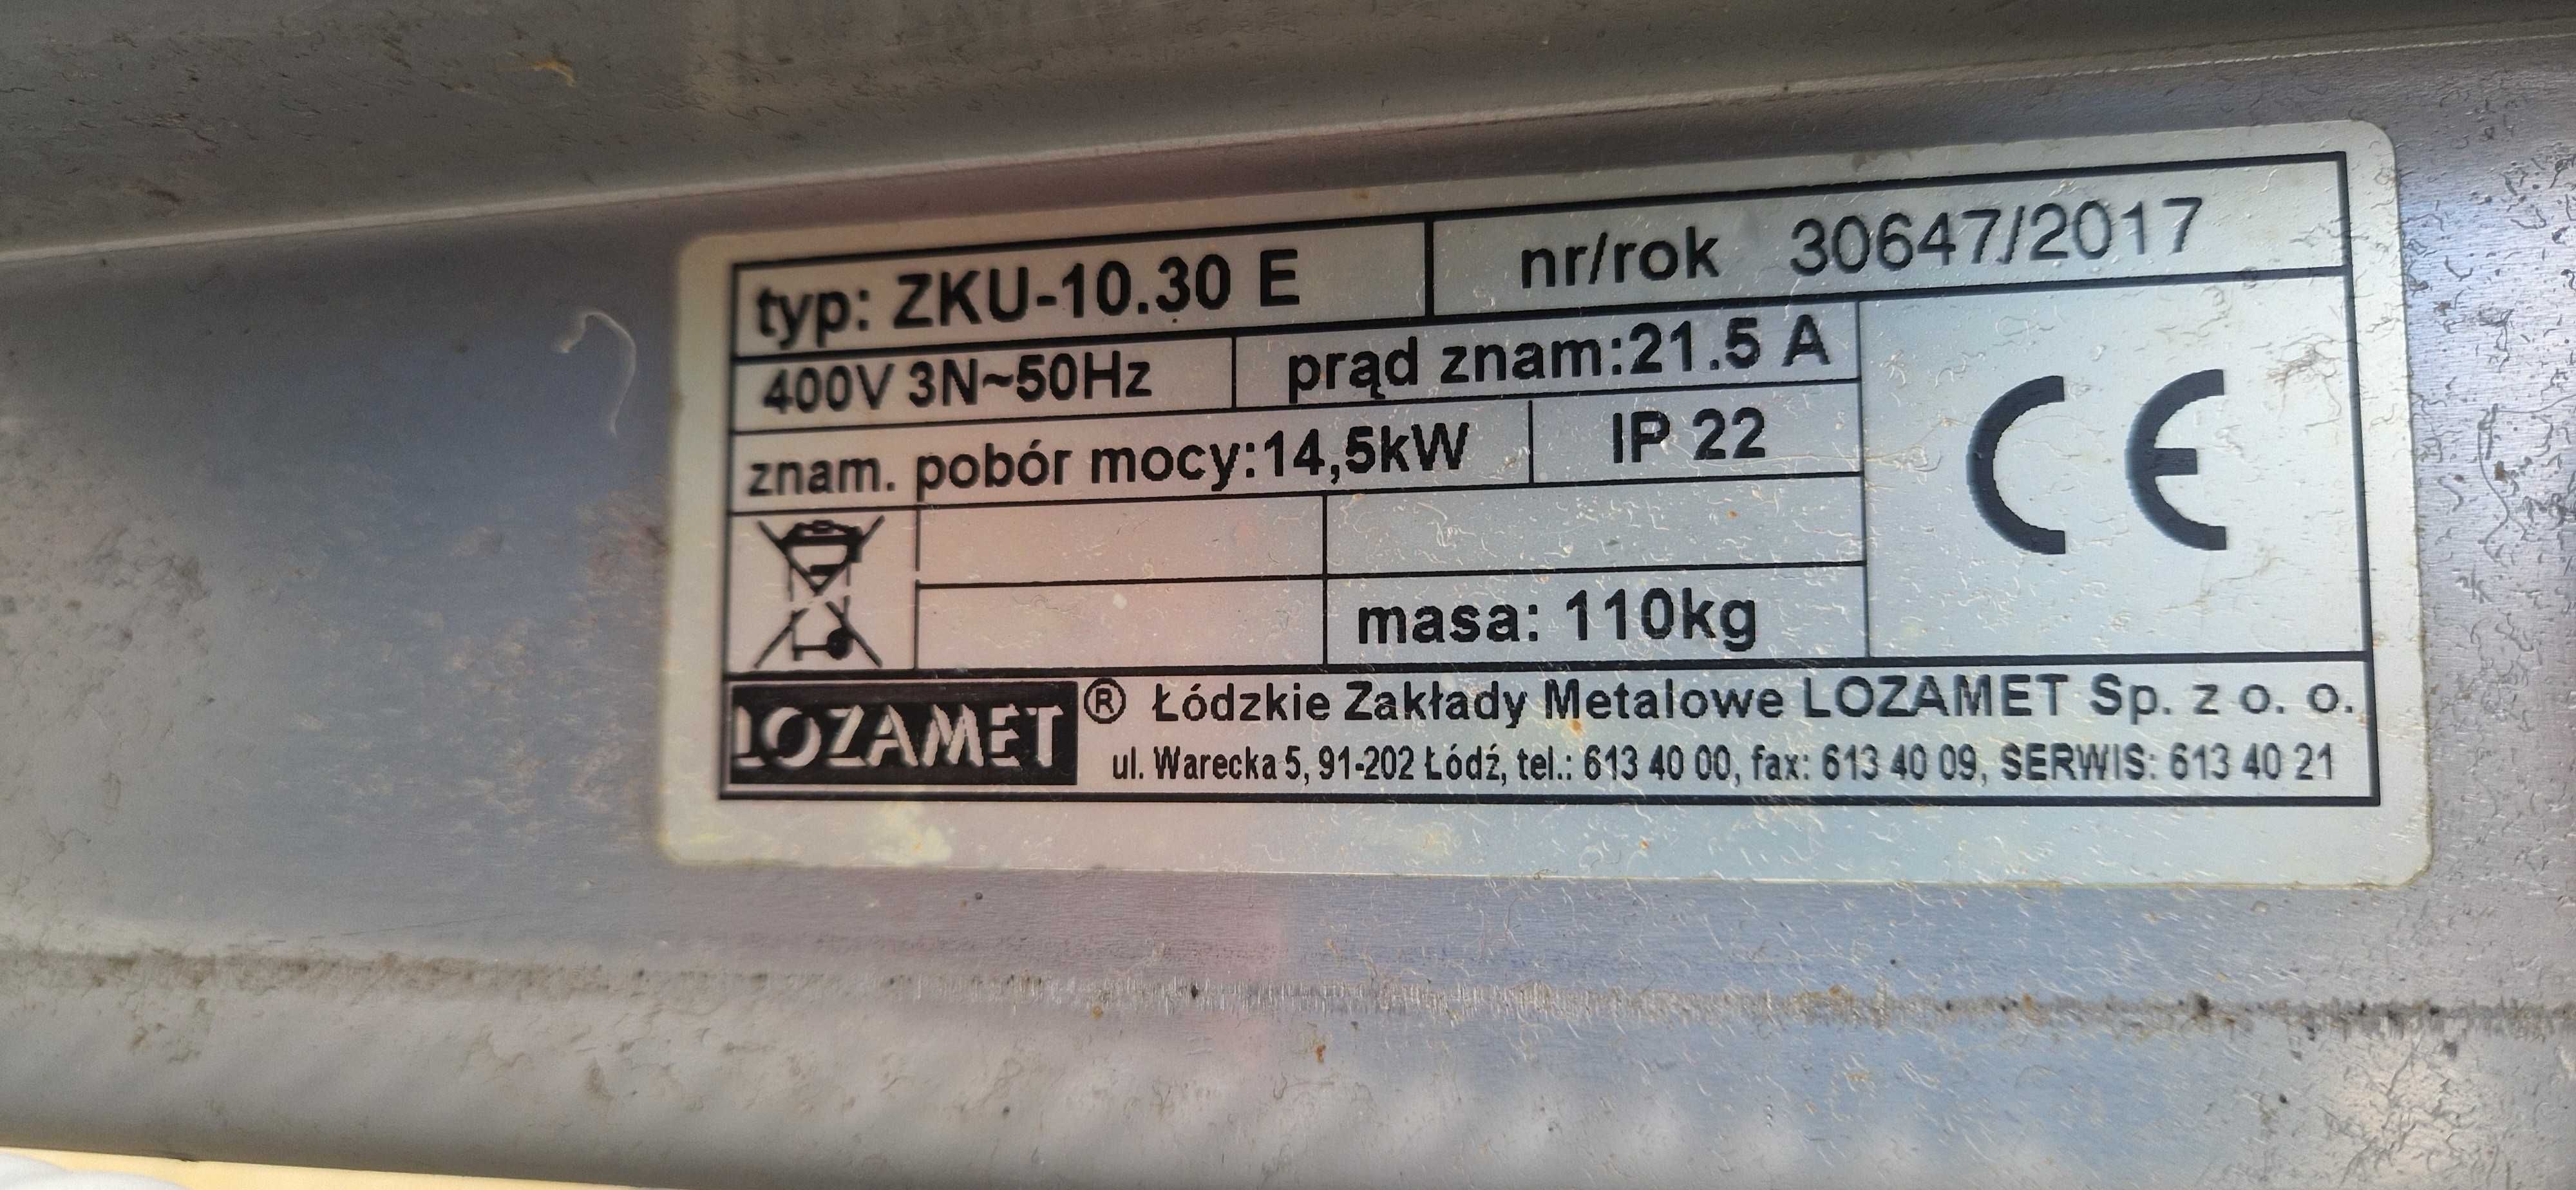 typ: ZKU-10.30 E nr/rok 30647/2017
400V 3N~50Hz prąd znam:21.5 A
znam. pobór mocy:14,5kW IP 22
CE
masa: 110kg
LOZAMET ® Łódzkie Zakłady Metalowe LOZAMET Sp. z o. o.
ul. Warecka 5, 91-202 Łódź, tel.: 613 40 00, fax: 613 40 09, SERWIS: 613 40 21